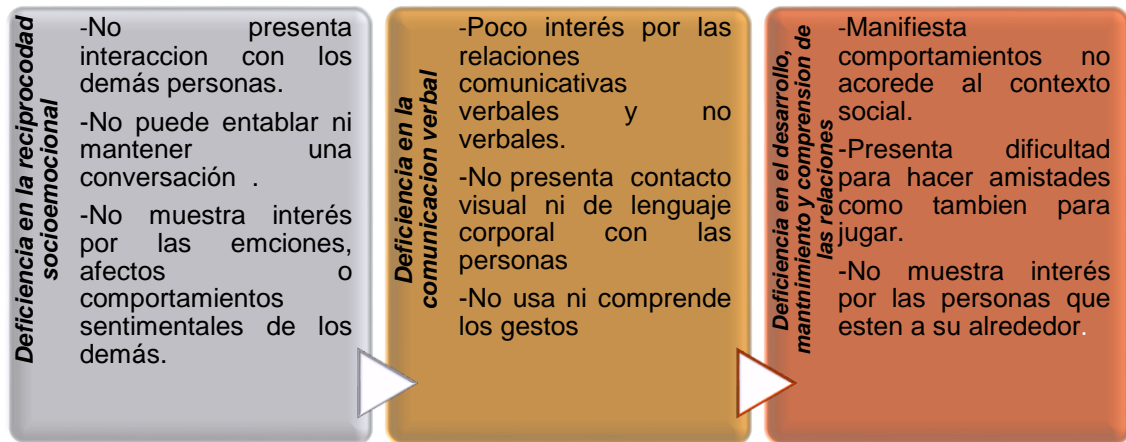 Deficiencia en la reciprocodad
socioemocional
-No presenta
interaccion con los
demás personas.
-No puede entablar ni
mantener una
conversación .
-No muestra interés
por las emciones,
afectos o
comportamientos
sentimentales de los
demás.
Deficiencia en la
comunicacion verbal
-Poco interés por las
relaciones
comunicativas
verbales y no
verbales.
-No presenta contacto
visual ni de lenguaje
corporal con las
personas
-No usa ni comprende
los gestos
Deficiencia en el desarrollo,
mantnimiento y comprension de
las relaciones
-Manifiesta
comportamientos no
acorede al contexto
social.
-Presenta dificultad
para hacer amistades
como tambien para
jugar.
-No muestra interés
por las personas que
esten a su alrededor.